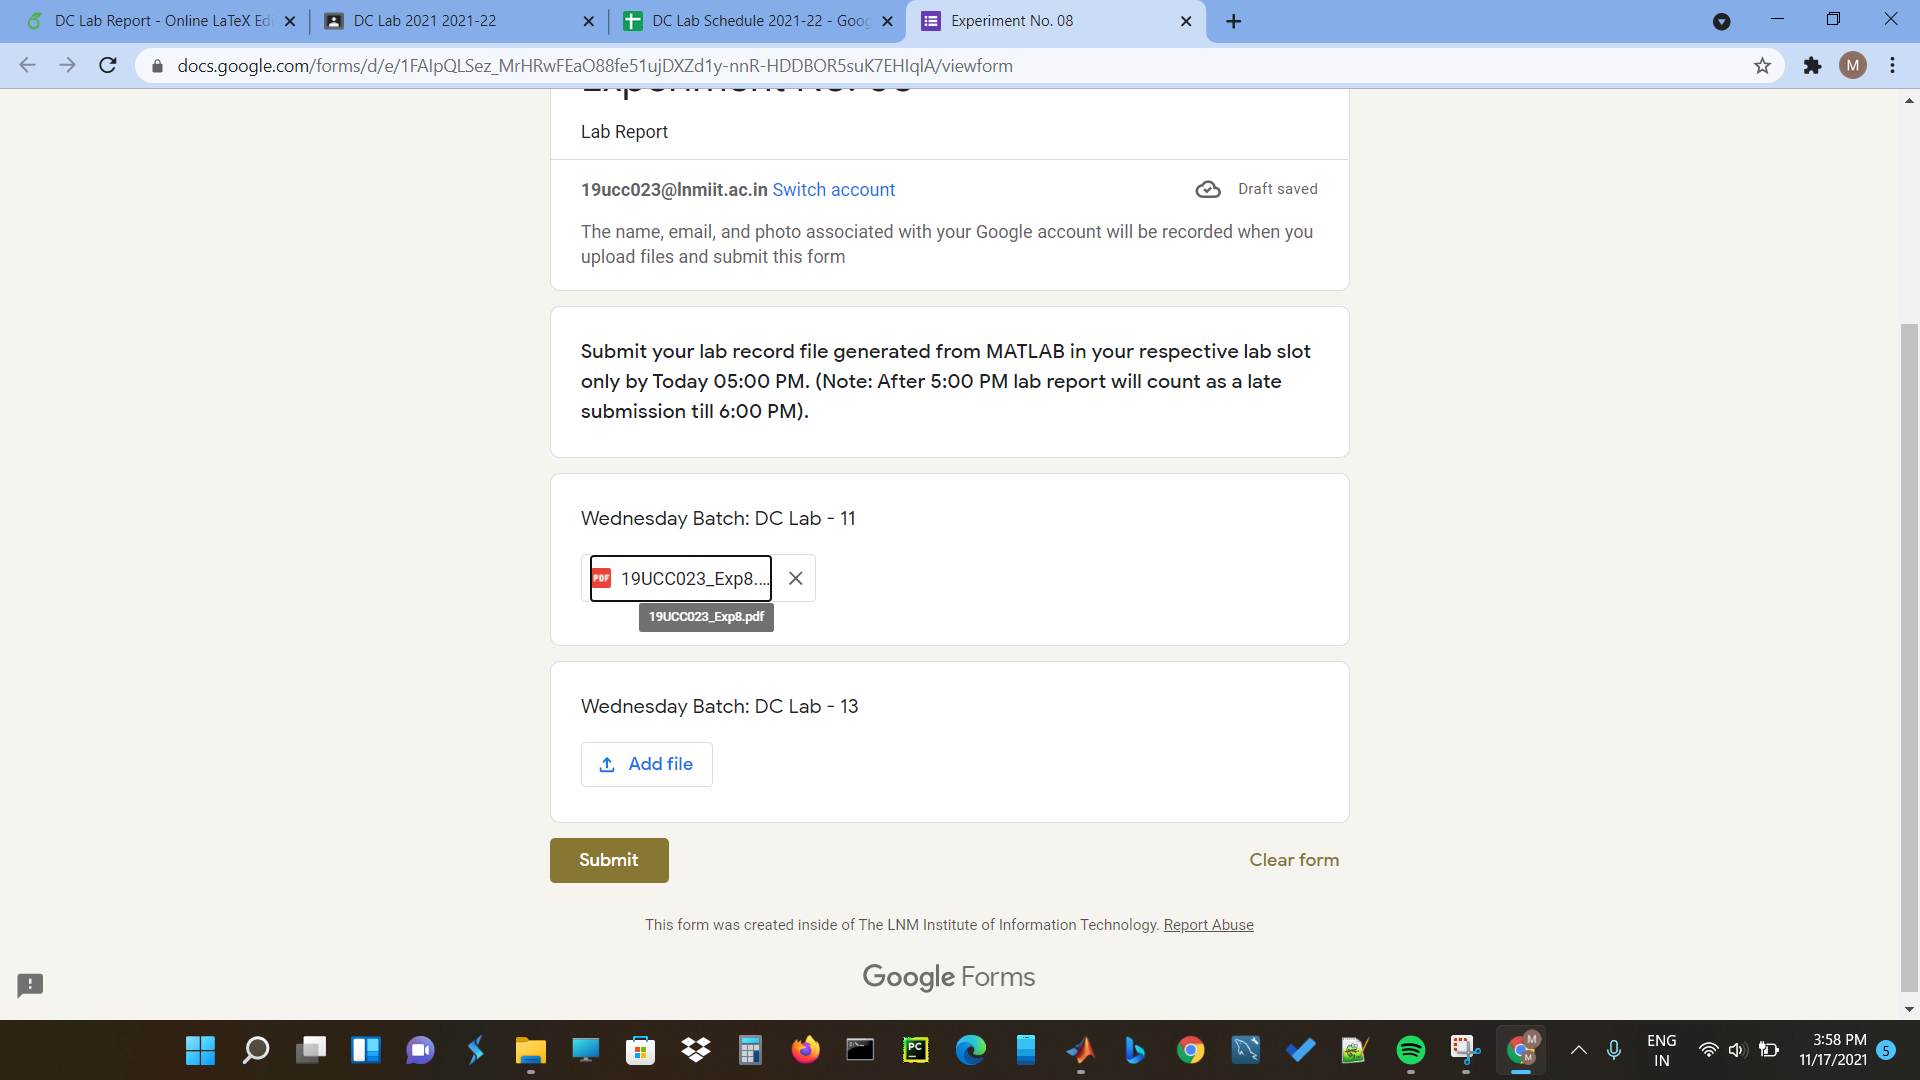 DC Lab Report - Online LaTeX Edi
DC Lab 2021 2021-22
DC Lab Schedule 2021-22 - Goog
Experiment No. 08
docs.google.com/forms/d/e/1FAIpQLSez_MrHRwFEaO88fe51ujDXZd1y-nnR-HDDBOR5suK7EHIqlA/viewform
M
Experiment No. 08
Lab Report
19ucc023@lnmiit.ac.in Switch account
Draft saved
The name, email, and photo associated with your Google account will be recorded when you
upload files and submit this form
Submit your lab record file generated from MATLAB in your respective lab slot
only by Today 05:00 PM. (Note: After 5:00 PM lab report will count as a late
submission till 6:00 PM).
Wednesday Batch: DC Lab - 11
PDF 19UCC023_Exp8....
19UCC023_Exp8.pdf
Wednesday Batch: DC Lab - 13
Add file
Submit
Clear form
This form was created inside of The LNM Institute of Information Technology. Report Abuse
Google Forms
PC
M
M
ENG
IN
3:58 PM
11/17/2021
5